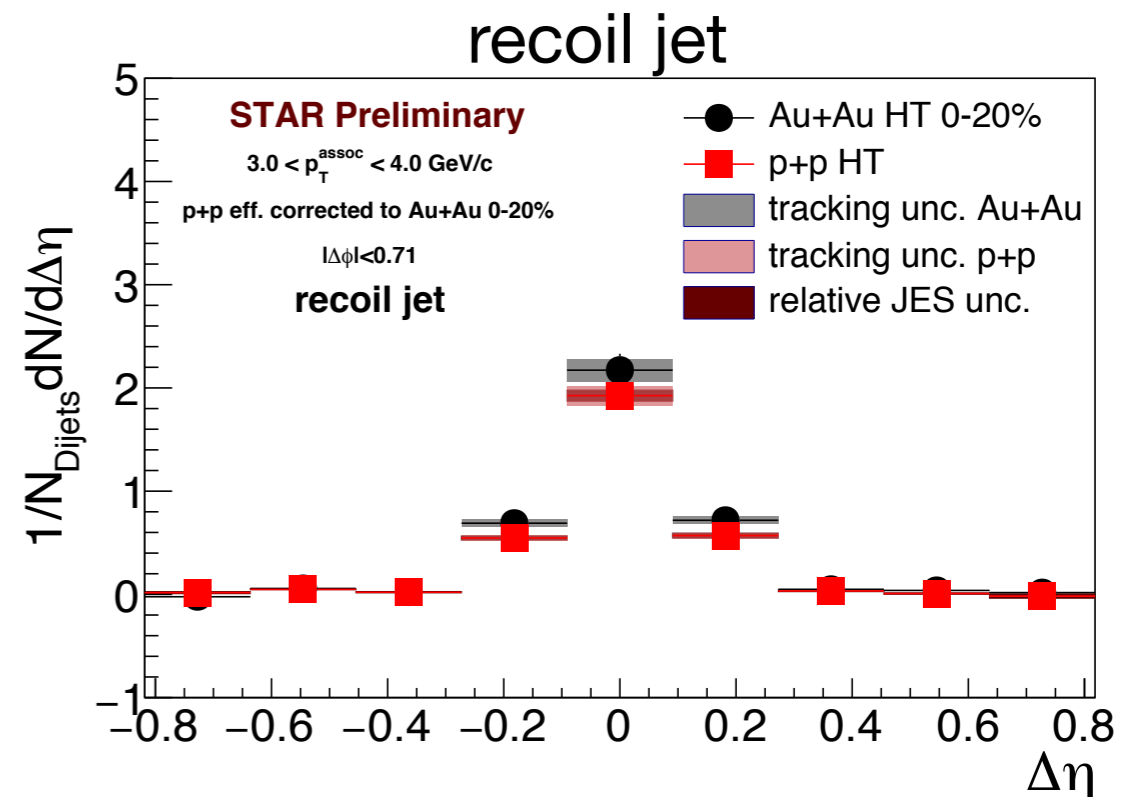 recoil jet
STAR Preliminary
3.0 < p_T^assoc < 4.0 GeV/c
p+p eff. corrected to Au+Au 0-20%
|Δϕ|<0.71
recoil jet
Au+Au HT 0-20%
p+p HT
tracking unc. Au+Au
tracking unc. p+p
relative JES unc.
1/N_Dijets dN/dΔη
5
4
3
2
1
0
−1
−0.8 −0.6 −0.4 −0.2 0 0.2 0.4 0.6 0.8
Δη